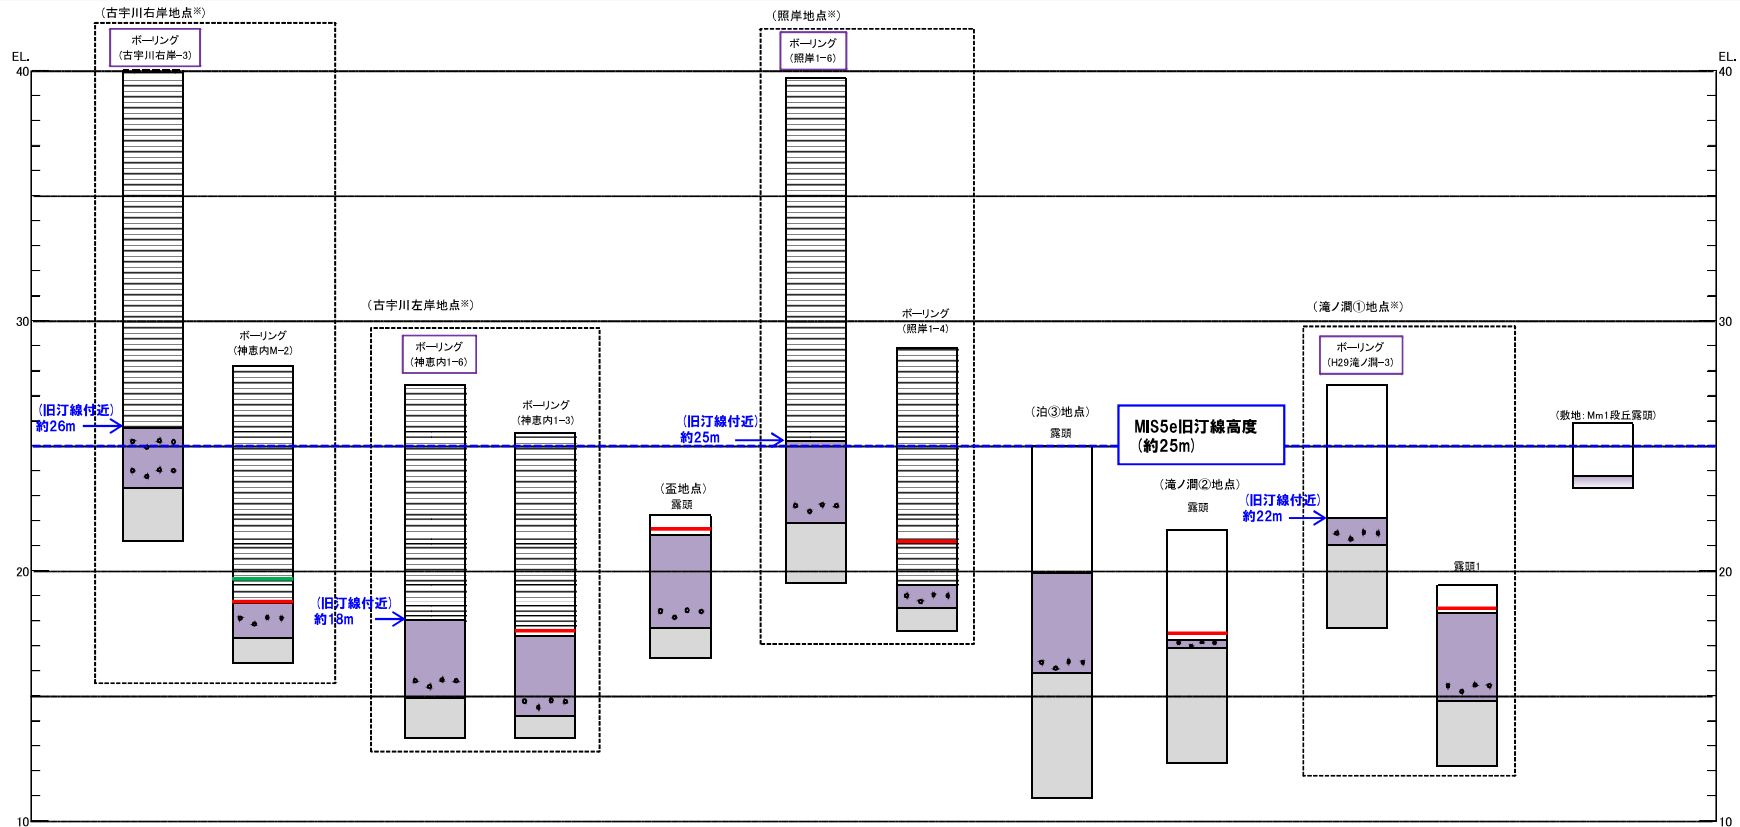 (古宇川右岸地点※)
ボーリング
(古宇川右岸-3)
(照岸地点※)
ボーリング
(照岸1-6)
EL.
EL.
40
40
(古宇川左岸地点※)
(滝ノ澗①地点※)
ボーリング
(照岸1-4)
30
30
ボーリング
(神恵内M-2)
ボーリング
(神恵内1-6)
ボーリング
(H29滝ノ澗-3)
ボーリング
(神恵内1-3)
(旧汀線付近)
約26m
(旧汀線付近)
約25m
(泊③地点)
露頭
MIS5e旧汀線高度
(約25m)
(敷地:Mm1段丘露頭)
(盃地点)
露頭
(滝ノ澗②地点)
露頭
(旧汀線付近)
約22m
露頭1
20
20
(旧汀線付近)
約18m
10
10